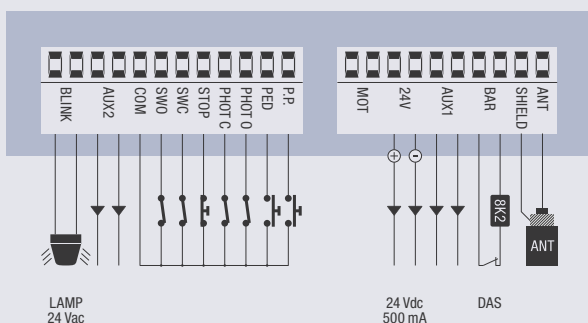 BLINK
AUX2
COM
SWO
SWC
STOP
PHOT C
PHOT O
PED
P.P.
MOT
24V
AUX1
BAR
SHIELD
ANT
+
-
8K2
ANT
LAMP
24 Vac
24 Vdc
500 mA
DAS